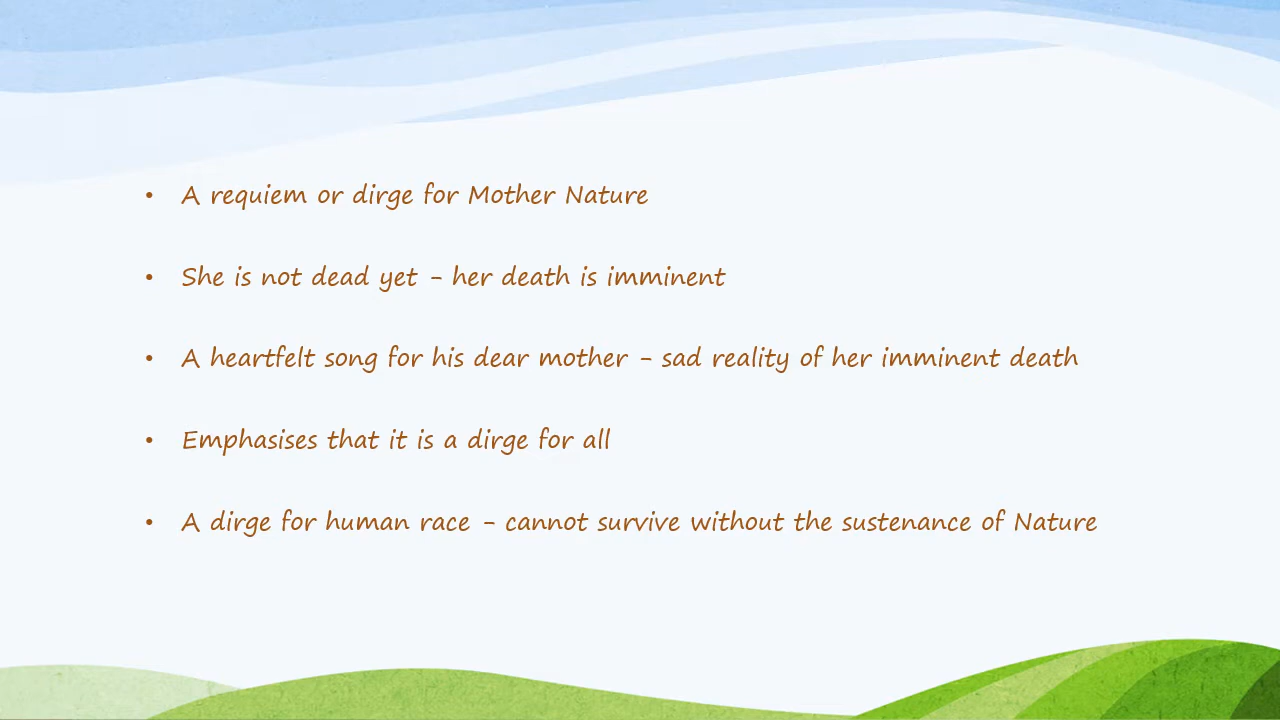 • A requiem or dirge for Mother Nature
• She is not dead yet – her death is imminent
• A heartfelt song for his dear mother – sad reality of her imminent death
• Emphasises that it is a dirge for all
• A dirge for human race – cannot survive without the sustenance of Nature